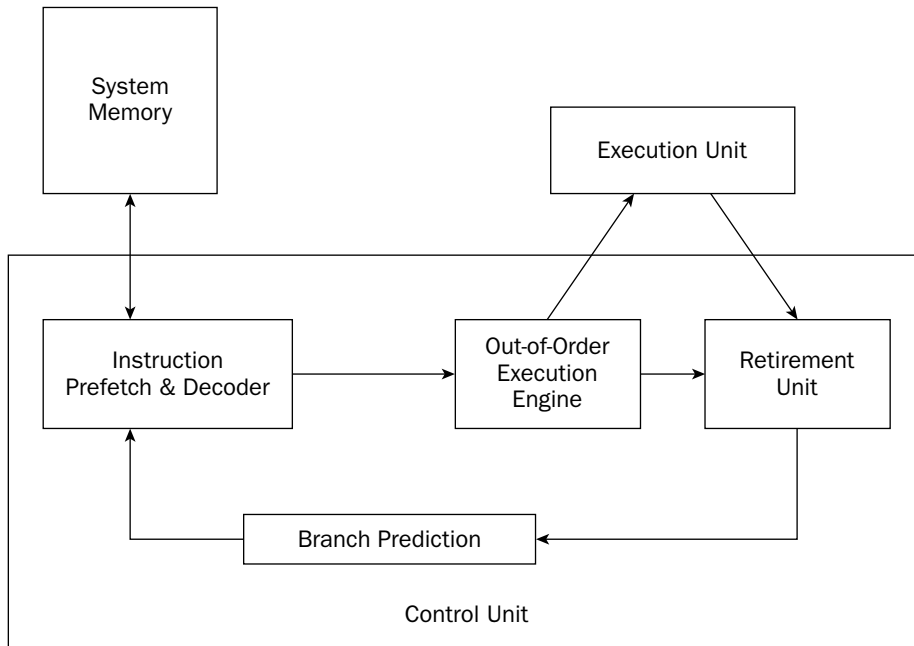 System
Memory
Execution Unit
Instruction
Prefetch & Decoder
Out-of-Order
Execution
Engine
Retirement
Unit
Branch Prediction
Control Unit